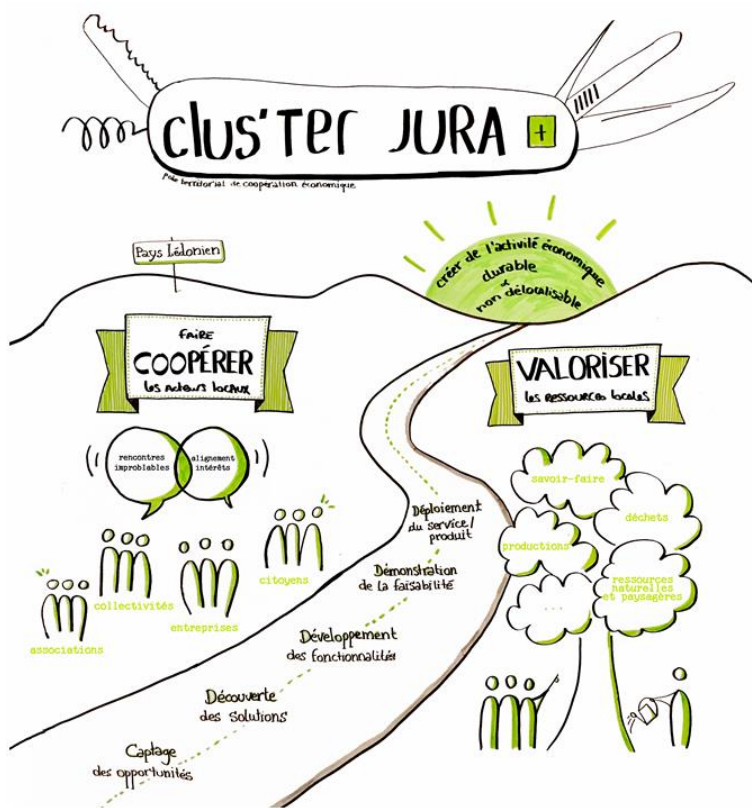 clus'Ter JURA +
pôle territorial de coopération économique
Pays Lédonien
créer de l'activité économique
durable
et
non délocalisable
FAIRE
COOPÉRER
les acteurs locaux
VALORISER
les ressources locales
rencontres
improblables
alignement
intérêts
associations
collectivités
entreprises
citoyens
Déploiement
du service/
produit
Démonstration
de la faisabilité
Développement
des fonctionnalités
Découverte
des solutions
Captage
des opportunités
savoir-faire
déchets
productions
ressources
naturelles
et paysagères
...